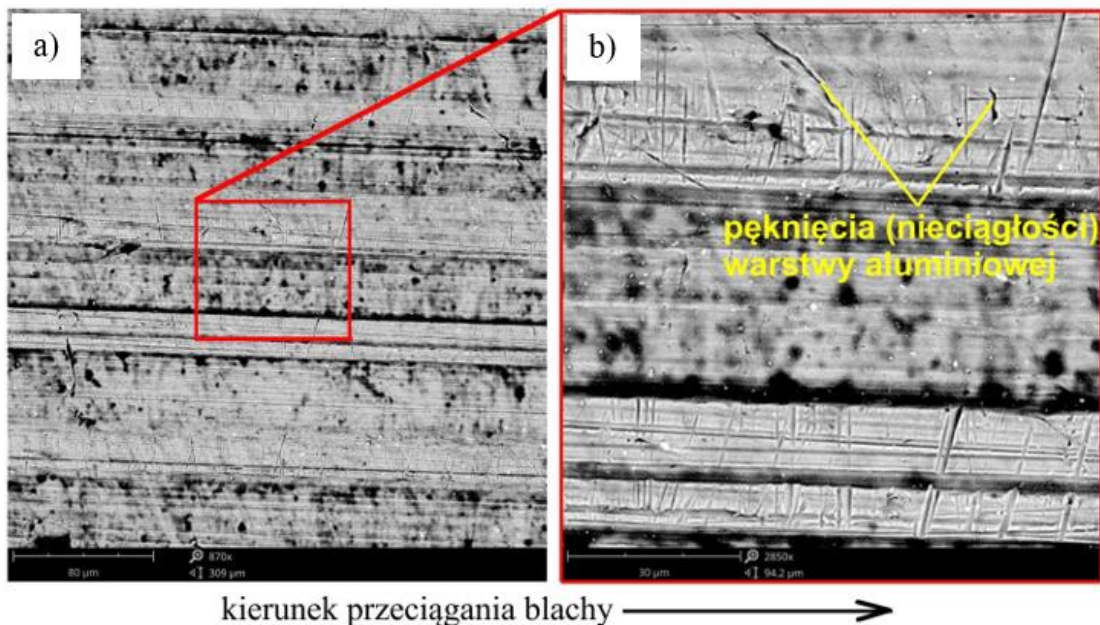 a)
b)
pęknięcia (nieciągłości)
warstwy aluminiowej
80 µm
870x
309 µm
30 µm
2850x
94.2 µm
kierunek przeciągania blachy